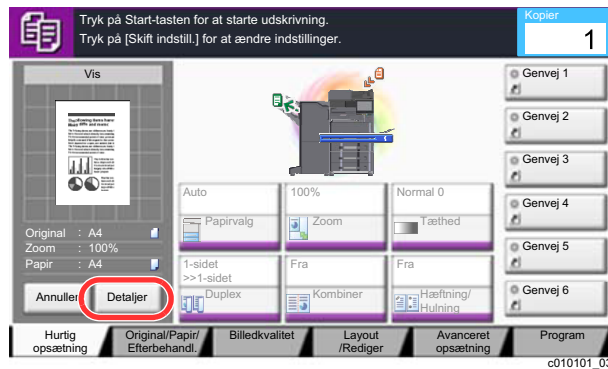 Tryk på Start-tasten for at starte udskrivning.
Tryk på [Skift indstill.] for at ændre indstillinger.
Kopier
1
Vis
Original : A4
Zoom : 100%
Papir : A4
Annuller
Detaljer
Auto
Papirvalg
100%
Zoom
Normal 0
Tæthed
1-sidet
>>1-sidet
Duplex
Fra
Kombiner
Fra
Hæftning/
Hulning
Genvej 1
Genvej 2
Genvej 3
Genvej 4
Genvej 5
Genvej 6
Hurtig
opsætning
Original/Papir/
Efterbehandl.
Billedkvalitet
Layout
/Rediger
Avanceret
opsætning
Program
c010101_03